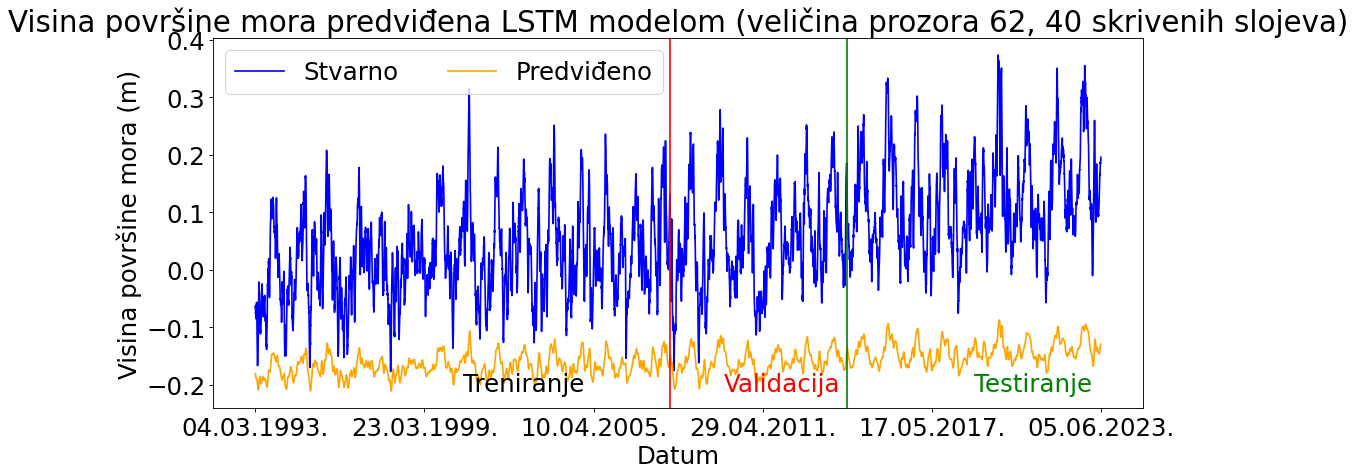 Visina površine mora predviđena LSTM modelom (veličina prozora 62, 40 skrivenih slojeva)
Stvarno
Predviđeno
Visina površine mora (m)
0.4
0.3
0.2
0.1
0.0
−0.1
−0.2
Treniranje
Validacija
Testiranje
04.03.1993.
23.03.1999.
10.04.2005.
29.04.2011.
17.05.2017.
05.06.2023.
Datum